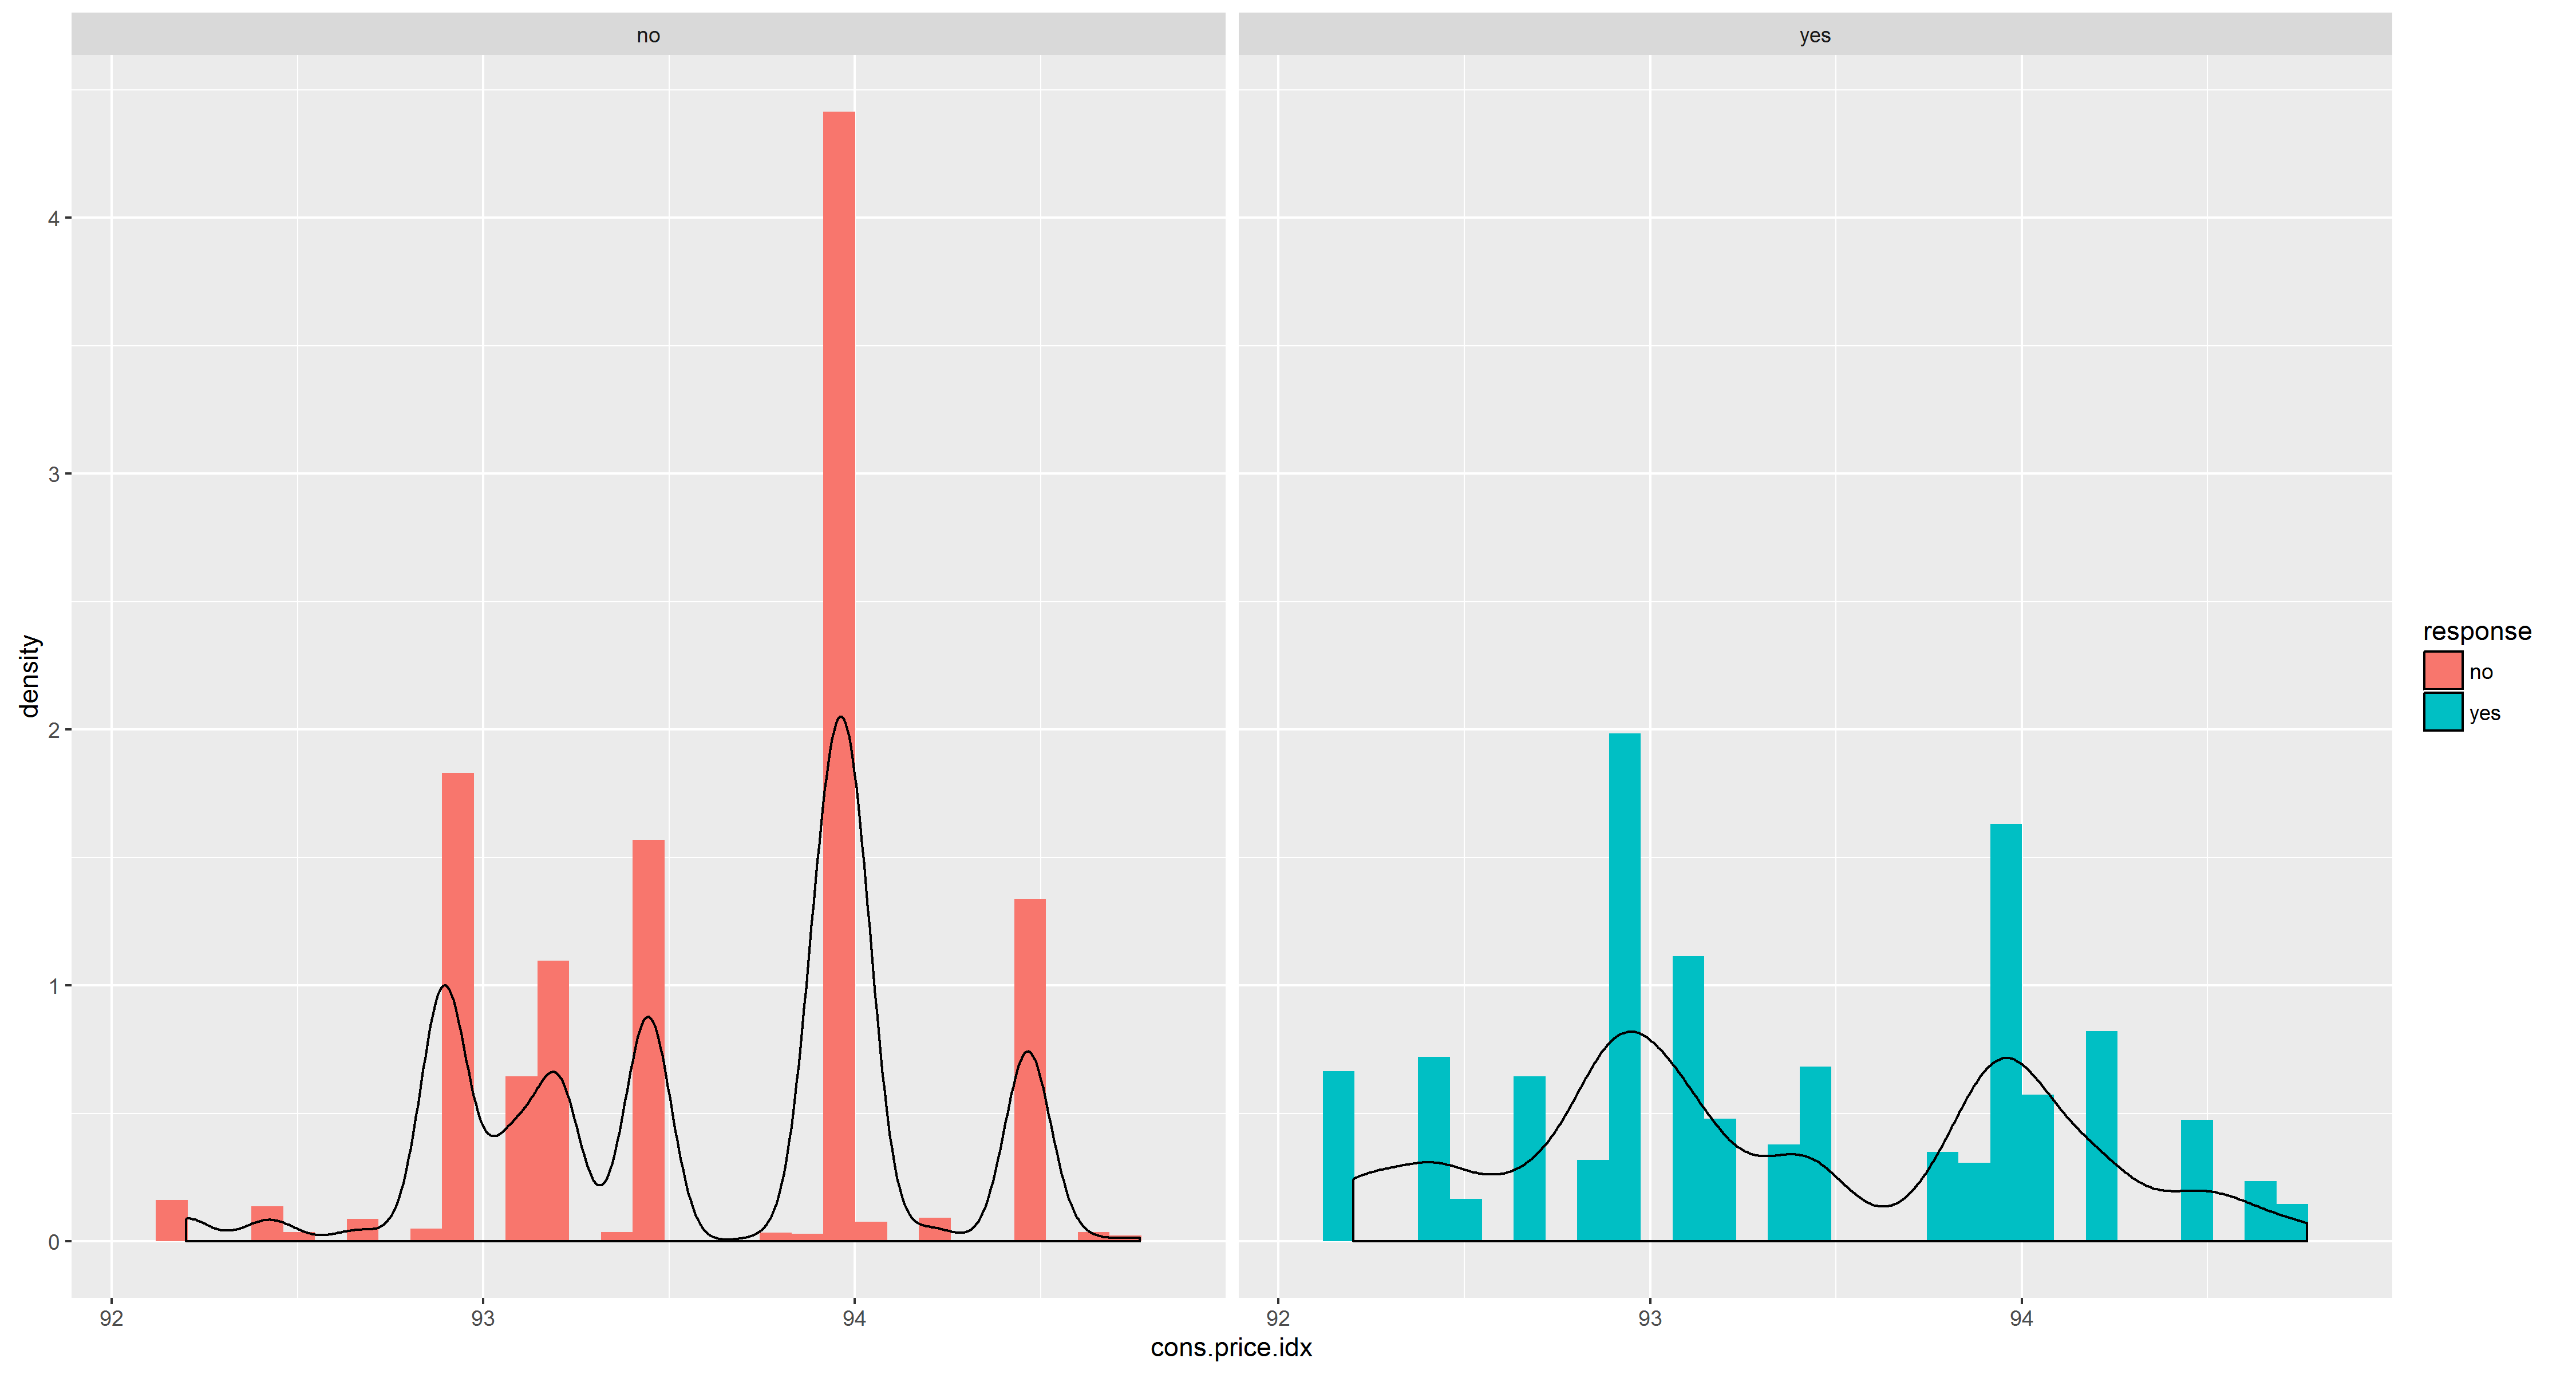 no
yes
density
4
3
2
1
0
92
93
94
92
93
94
cons.price.idx
response
no
yes